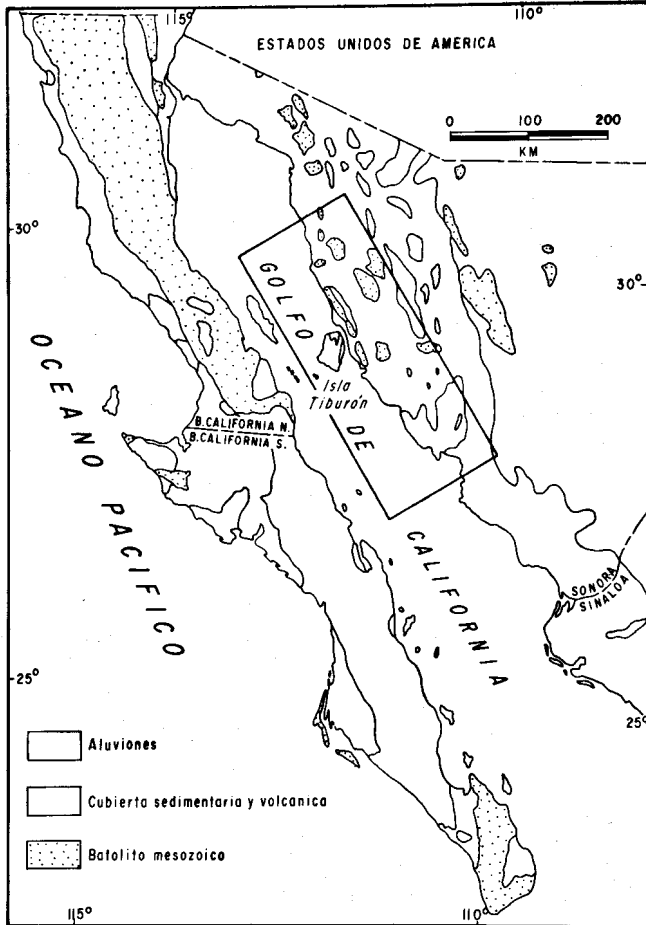 115°
110°
ESTADOS UNIDOS DE AMERICA
0 100 200
KM
30°
30°
GOLFO
DE
CALIFORNIA
Isla
Tiburón
OCEANO PACIFICO
B.CALIFORNIA N.
B.CALIFORNIA S.
SONORA
SINALOA
25°
25°
Aluviones
Cubierta sedimentaria y volcanica
Batolito mesozoico
115°
110°